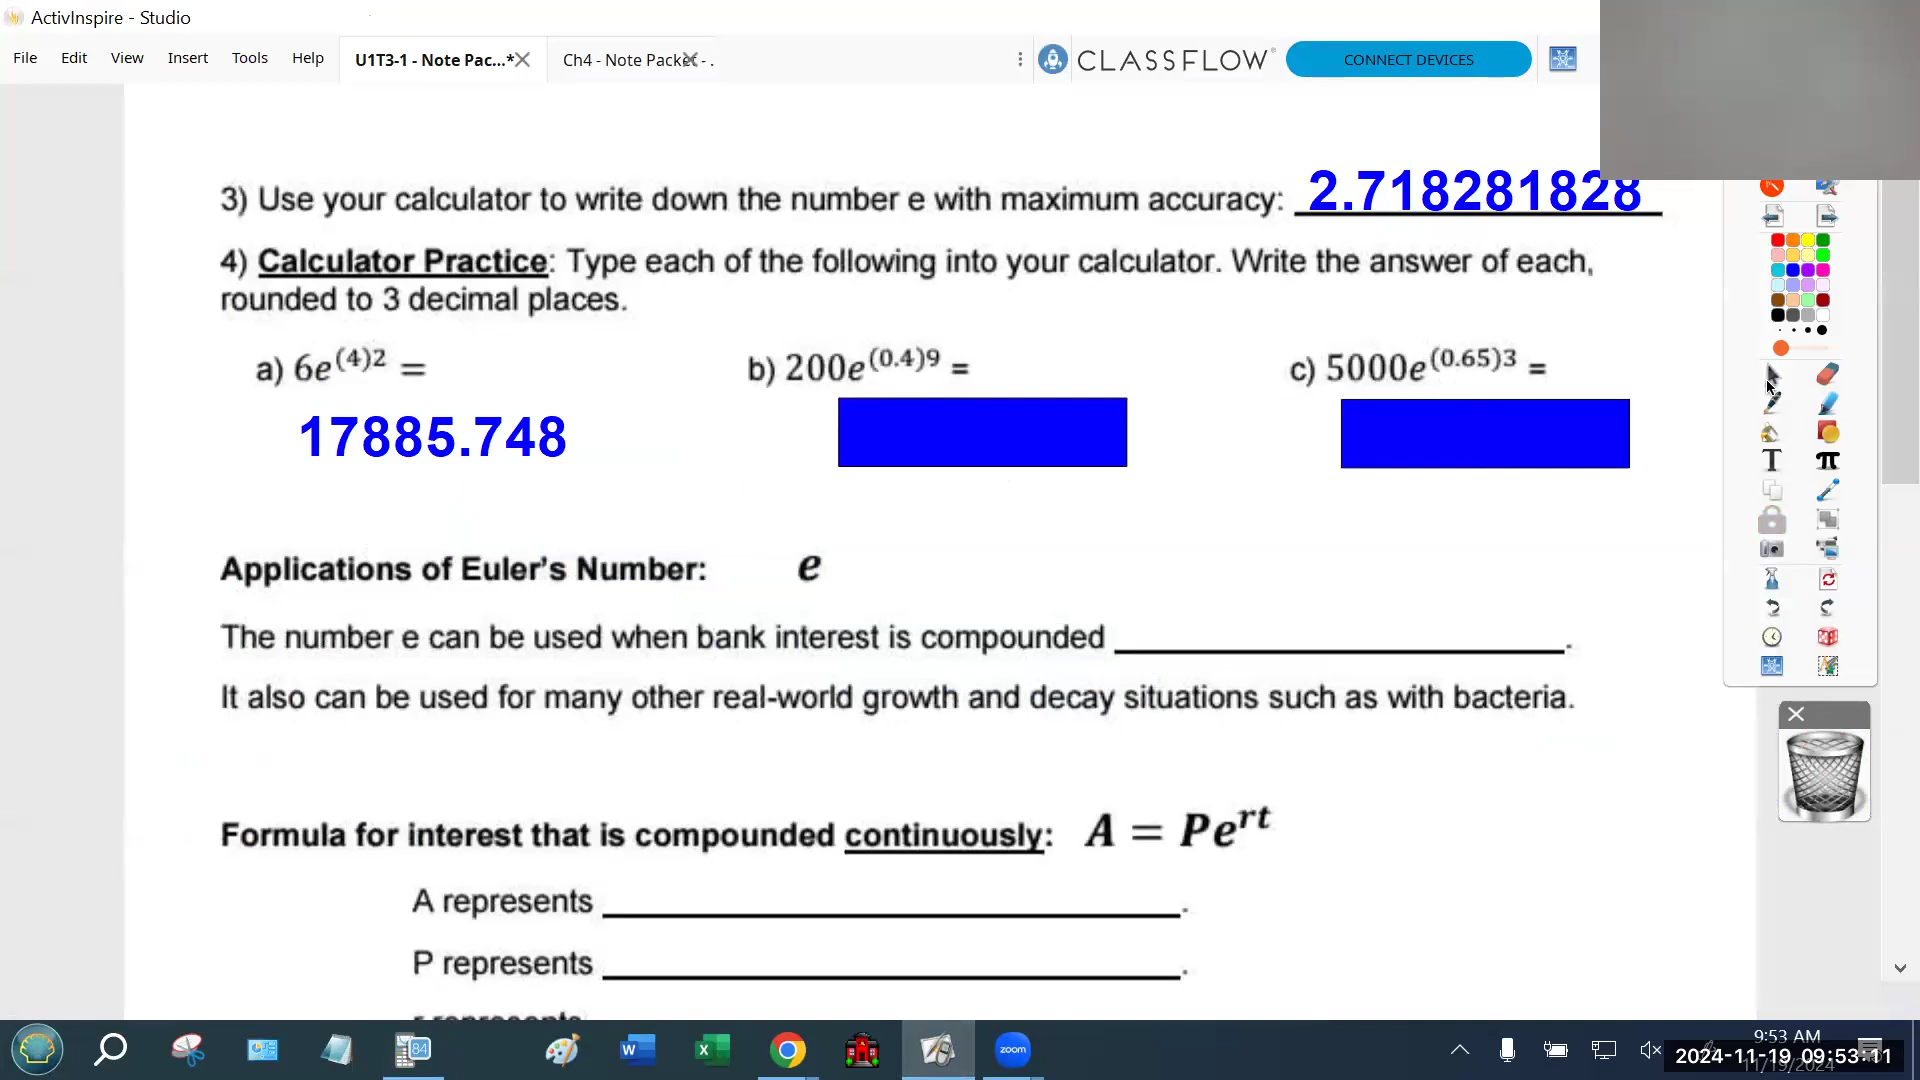 ActivInspire - Studio
File Edit View Insert Tools Help U1T3-1 - Note Pac...* Ch4 - Note Packet - . CLASSFLOW CONNECT DEVICES
3) Use your calculator to write down the number e with maximum accuracy: 2.718281828
4) Calculator Practice: Type each of the following into your calculator. Write the answer of each,
rounded to 3 decimal places.
a) 6e^{(4)2} = b) 200e^{(0.4)9} = c) 5000e^{(0.65)3} =
17885.748
Applications of Euler's Number: e
The number e can be used when bank interest is compounded ____________.
It also can be used for many other real-world growth and decay situations such as with bacteria.
Formula for interest that is compounded continuously: A = Pe^{rt}
A represents ____________.
P represents ____________.
r represents
9:53 AM
2024-11-19 09:53:11
11/19/2024
zoom